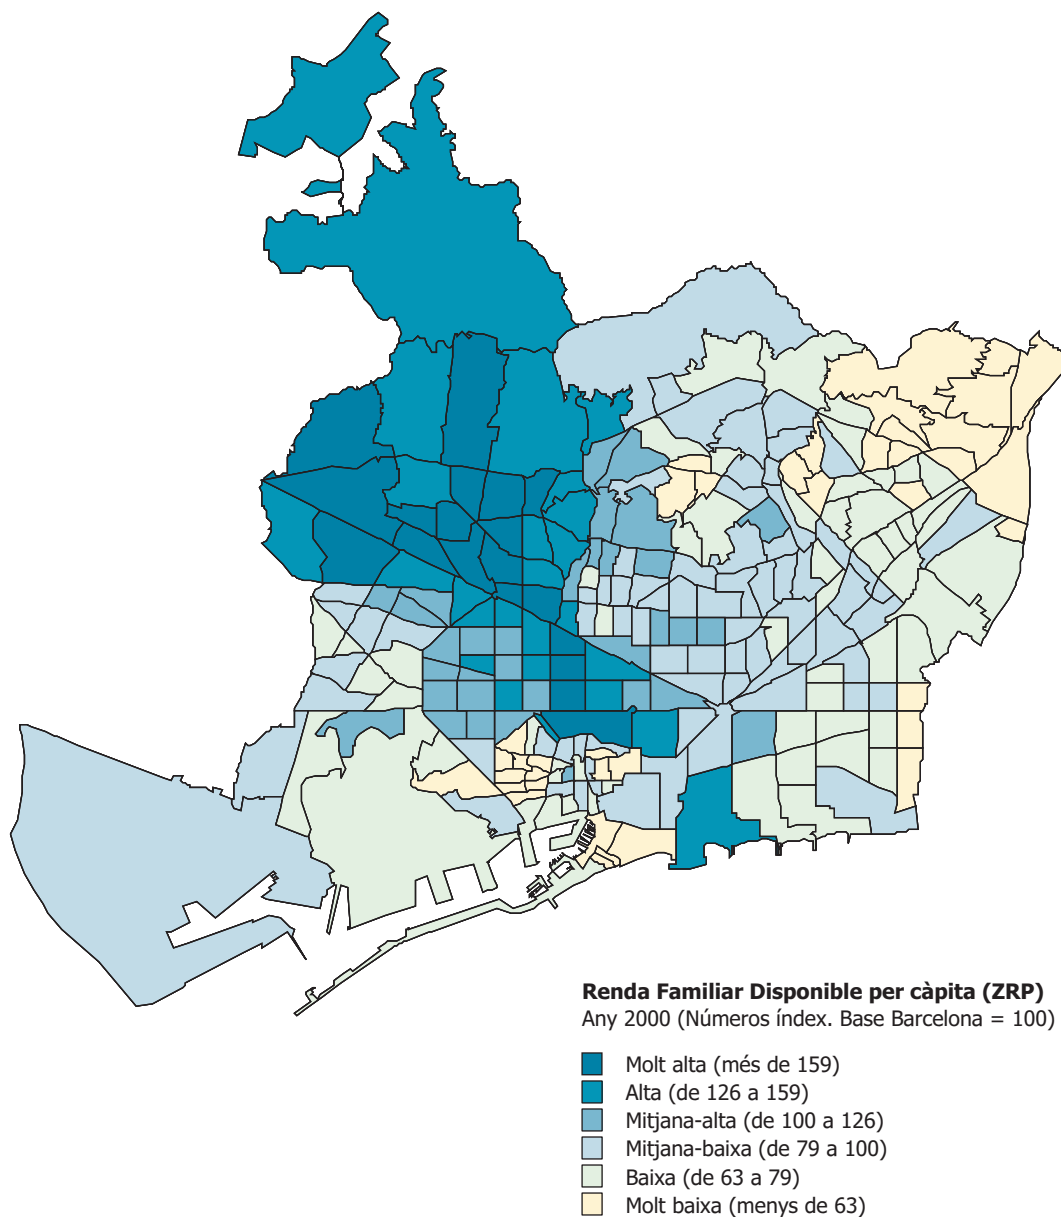 Renda Familiar Disponible per càpita (ZRP)
Any 2000 (Números índex. Base Barcelona = 100)
Molt alta (més de 159)
Alta (de 126 a 159)
Mitjana-alta (de 100 a 126)
Mitjana-baixa (de 79 a 100)
Baixa (de 63 a 79)
Molt baixa (menys de 63)